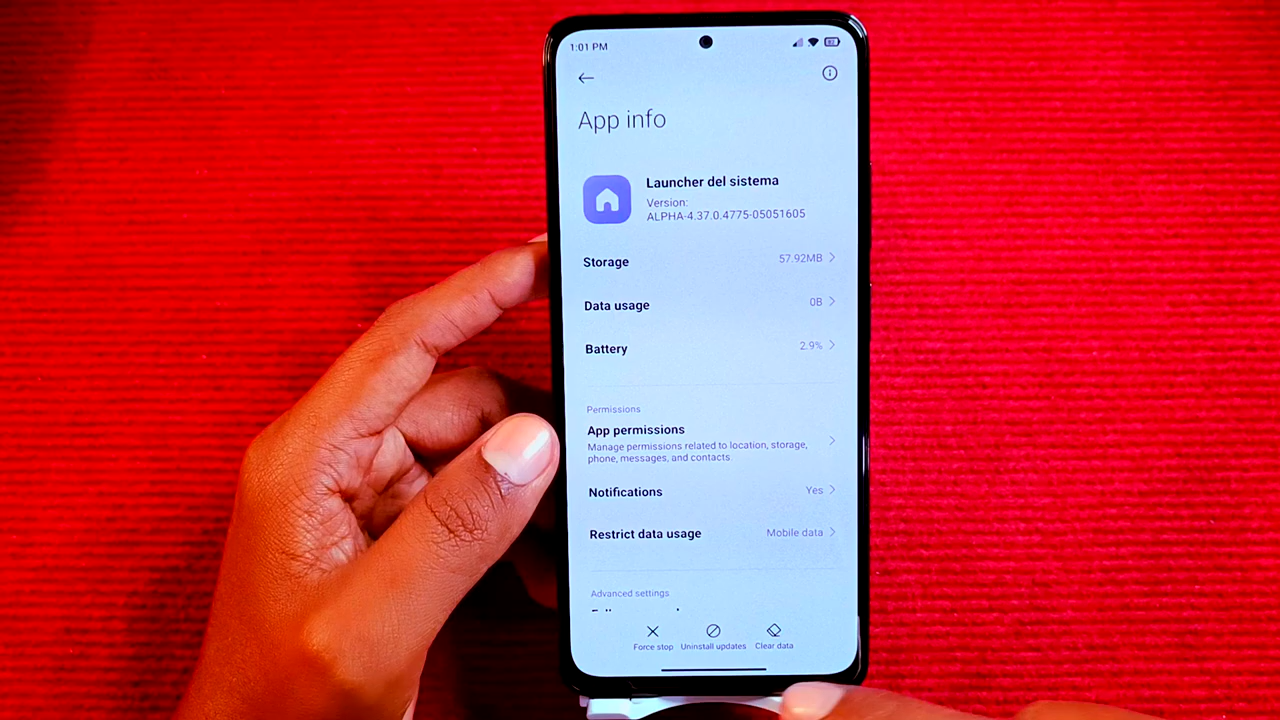 1:01 PM
82
App info
Launcher del sistema
Version:
ALPHA-4.37.0.4775-05051605
Storage 57.92MB
Data usage 0B
Battery 2.9%
Permissions
App permissions
Manage permissions related to location, storage,
phone, messages, and contacts
Notifications Yes
Restrict data usage Mobile data
Advanced settings
Force stop Uninstall updates Clear data